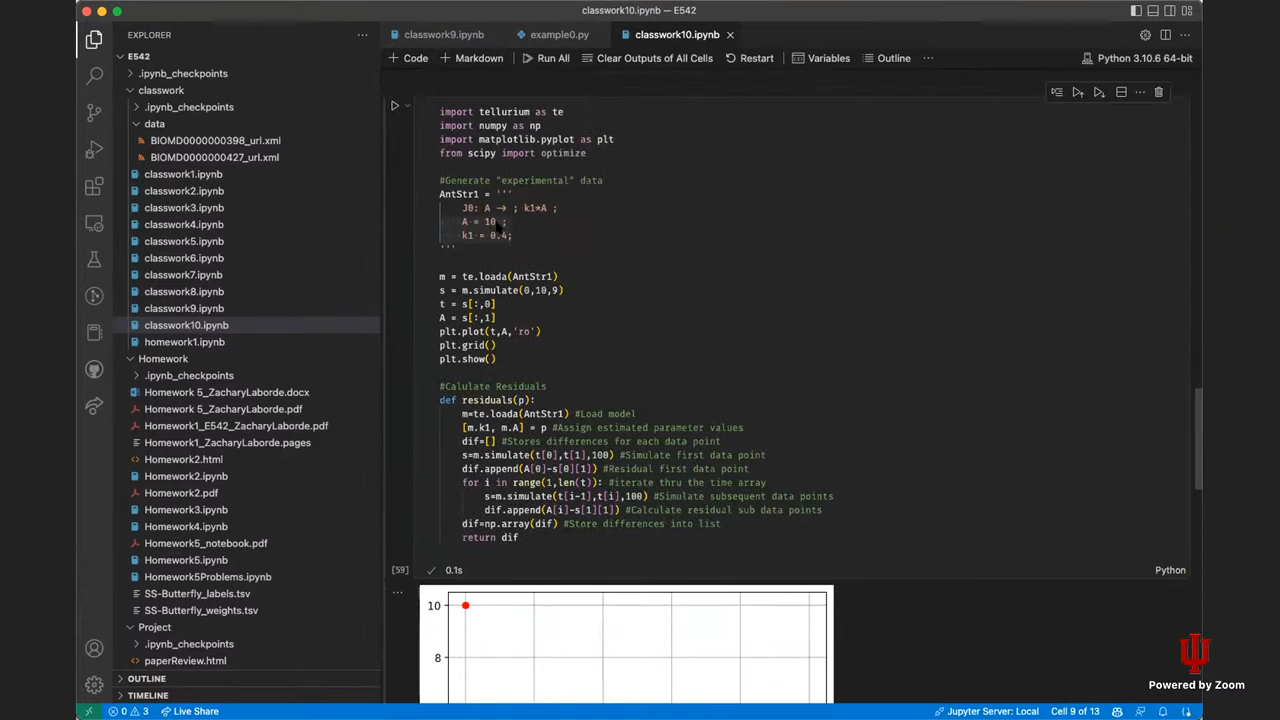 classwork10.ipynb — E542
EXPLORER
classwork9.ipynb
example0.py
classwork10.ipynb
E542
.ipynb_checkpoints
classwork
.ipynb_checkpoints
data
BIOMD0000000398_url.xml
BIOMD0000000427_url.xml
classwork1.ipynb
classwork2.ipynb
classwork3.ipynb
classwork4.ipynb
classwork5.ipynb
classwork6.ipynb
classwork7.ipynb
classwork8.ipynb
classwork9.ipynb
classwork10.ipynb
homework1.ipynb
Homework
.ipynb_checkpoints
Homework 5_ZacharyLaborde.docx
Homework 5_ZacharyLaborde.pdf
Homework1_E542_ZacharyLaborde.pdf
Homework1_ZacharyLaborde.pages
Homework2.html
Homework2.ipynb
Homework2.pdf
Homework3.ipynb
Homework4.ipynb
Homework5_notebook.pdf
Homework5.ipynb
Homework5Problems.ipynb
SS-Butterfly_labels.tsv
SS-Butterfly_weights.tsv
Project
.ipynb_checkpoints
paperReview.html
OUTLINE
TIMELINE
+ Code + Markdown Run All Clear Outputs of All Cells Restart Variables Outline ··· Python 3.10.6 64-bit
import tellurium as te
import numpy as np
import matplotlib.pyplot as plt
from scipy import optimize
#Generate "experimental" data
AntStr1 = '''
J0: A → ; k1*A ;
A = 10 ;
k1 = 0.4;
'''
m = te.loada(AntStr1)
s = m.simulate(0,10,9)
t = s[:,0]
A = s[:,1]
plt.plot(t,A,'ro')
plt.grid()
plt.show()
#Calulate Residuals
def residuals(p):
m=te.loada(AntStr1) #Load model
[m.k1, m.A] = p #Assign estimated parameter values
dif=[] #Stores differences for each data point
s=m.simulate(t[0],t[1],100) #Simulate first data point
dif.append(A[0]-s[0][1]) #Residual first data point
for i in range(1,len(t)): #iterate thru the time array
s=m.simulate(t[i-1],t[i],100) #Simulate subsequent data points
dif.append(A[i]-s[1][1]) #Calculate residual sub data points
dif=np.array(dif) #Store differences into list
return dif
[59] ✓ 0.1s Python
10
8
Powered by Zoom
0 3 Live Share Jupyter Server: Local Cell 9 of 13